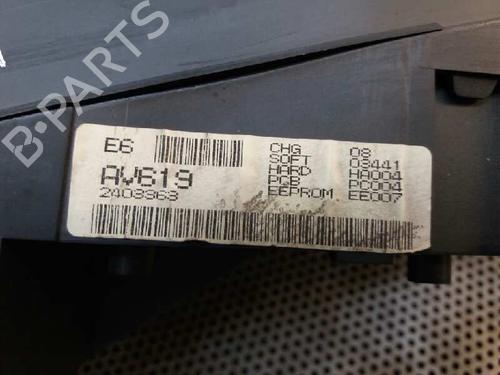 B-PARTS
E6
AV619
2403363
CHG 08
SOFT 03441
HARD HA004
PCB PC004
EEPROM EE007